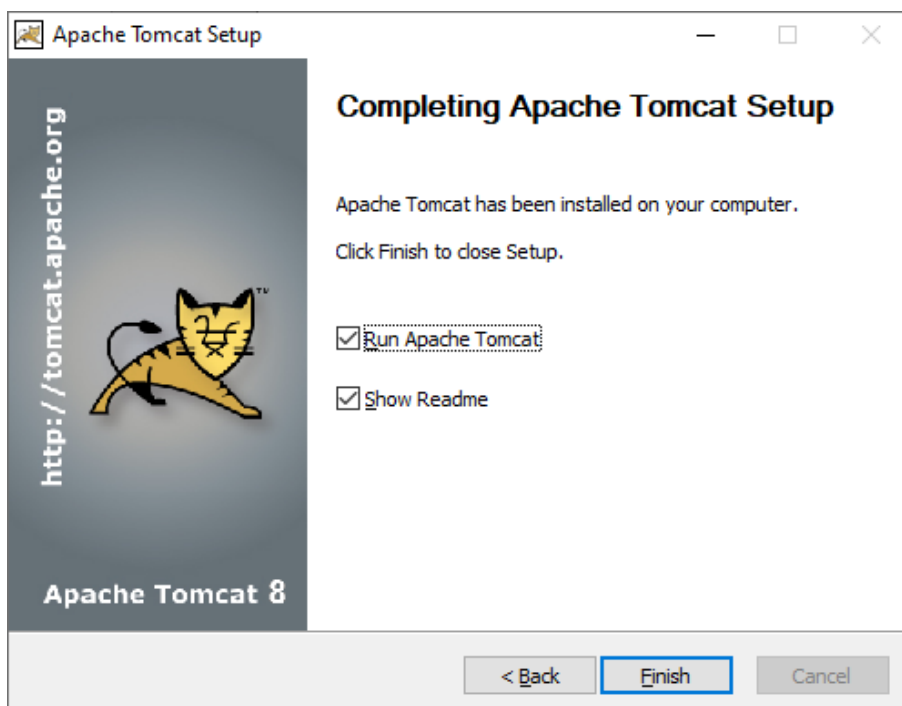 Apache Tomcat Setup
http://tomcat.apache.org
Completing Apache Tomcat Setup
Apache Tomcat has been installed on your computer.
Click Finish to close Setup.
Run Apache Tomcat
Show Readme
TM
Apache Tomcat 8
< Back
Finish
Cancel